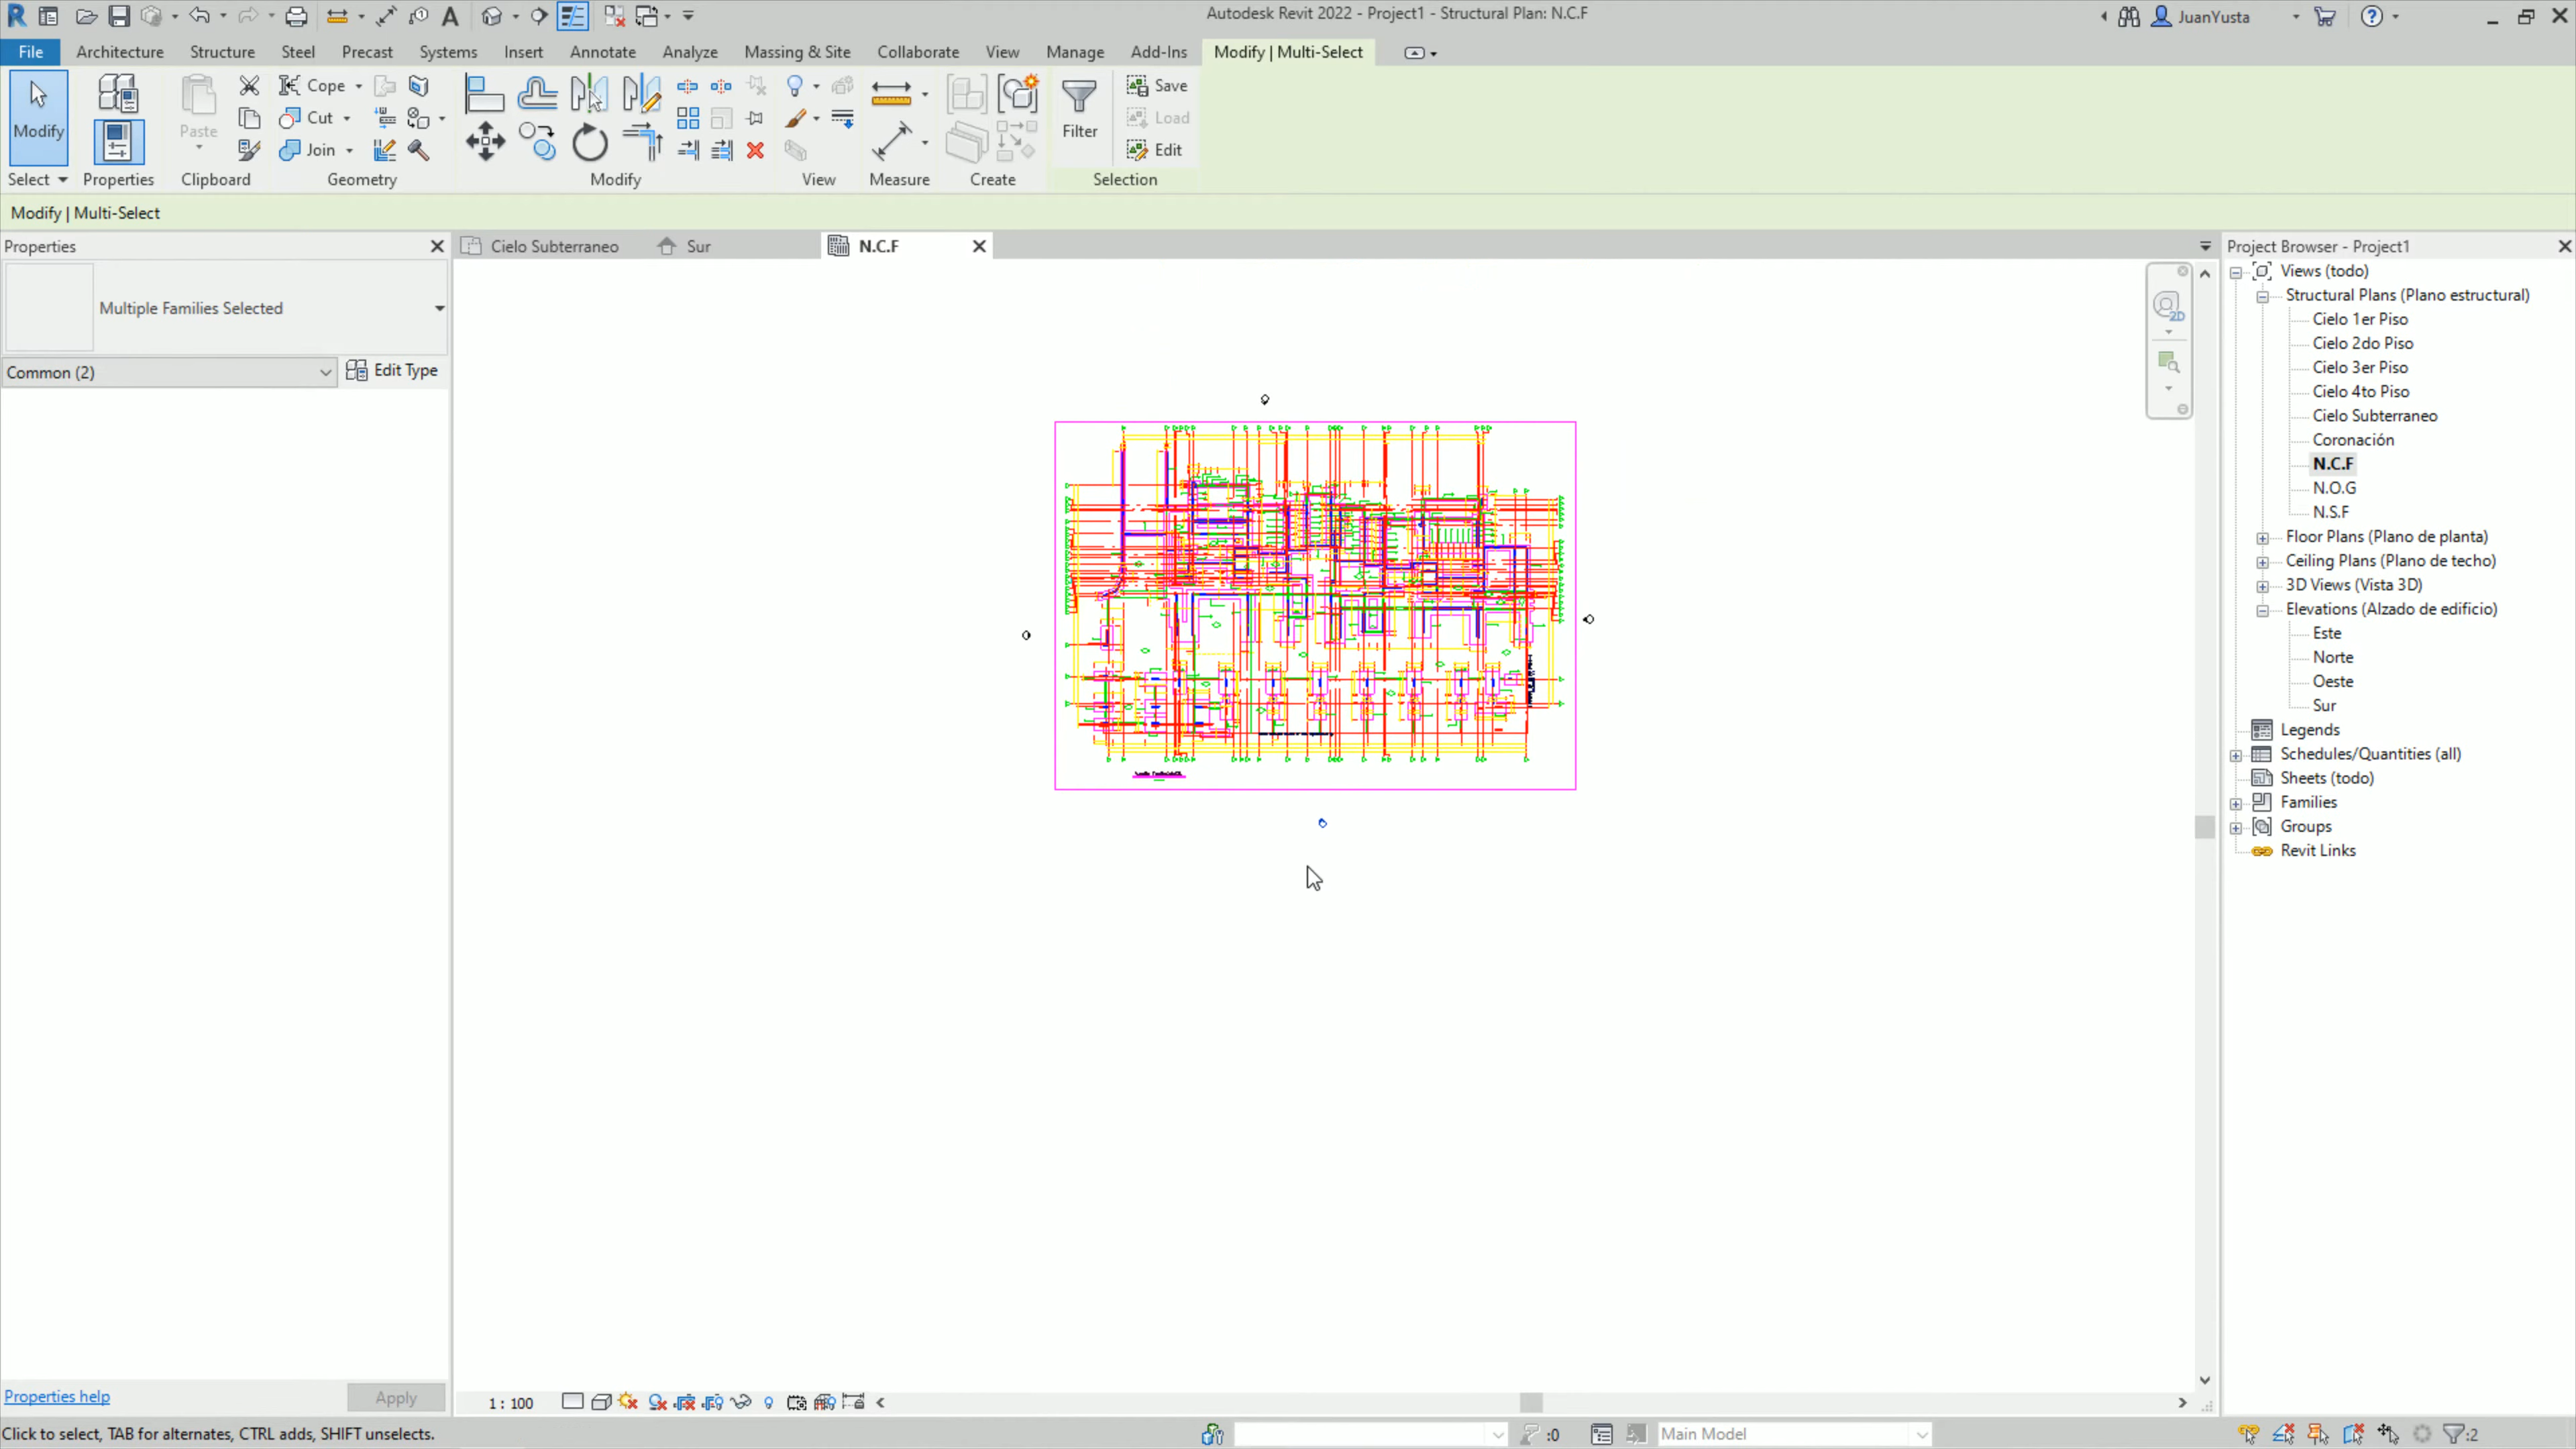 Autodesk Revit 2022 - Project1 - Structural Plan: N.C.F
JuanYusta
File Architecture Structure Steel Precast Systems Insert Annotate Analyze Massing & Site Collaborate View Manage Add-Ins Modify | Multi-Select
Modify
Paste
Cope
Cut
Join
Filter
Save
Load
Edit
Select Properties Clipboard Geometry Modify View Measure Create Selection
Modify | Multi-Select
Properties
Multiple Families Selected
Common (2)
Edit Type
Properties help
Apply
Cielo Subterraneo
Sur
N.C.F
2D
Project Browser - Project1
Views (todo)
Structural Plans (Plano estructural)
Cielo 1er Piso
Cielo 2do Piso
Cielo 3er Piso
Cielo 4to Piso
Cielo Subterraneo
Coronación
N.C.F
N.O.G
N.S.F
Floor Plans (Plano de planta)
Ceiling Plans (Plano de techo)
3D Views (Vista 3D)
Elevations (Alzado de edificio)
Este
Norte
Oeste
Sur
Legends
Schedules/Quantities (all)
Sheets (todo)
Families
Groups
Revit Links
1 : 100
Click to select, TAB for alternates, CTRL adds, SHIFT unselects.
:0
Main Model
:2